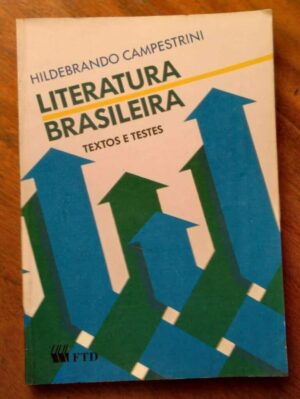 HILDEBRANDO CAMPESTRINI
LITERATURA
BRASILEIRA
TEXTOS E TESTES
FTD